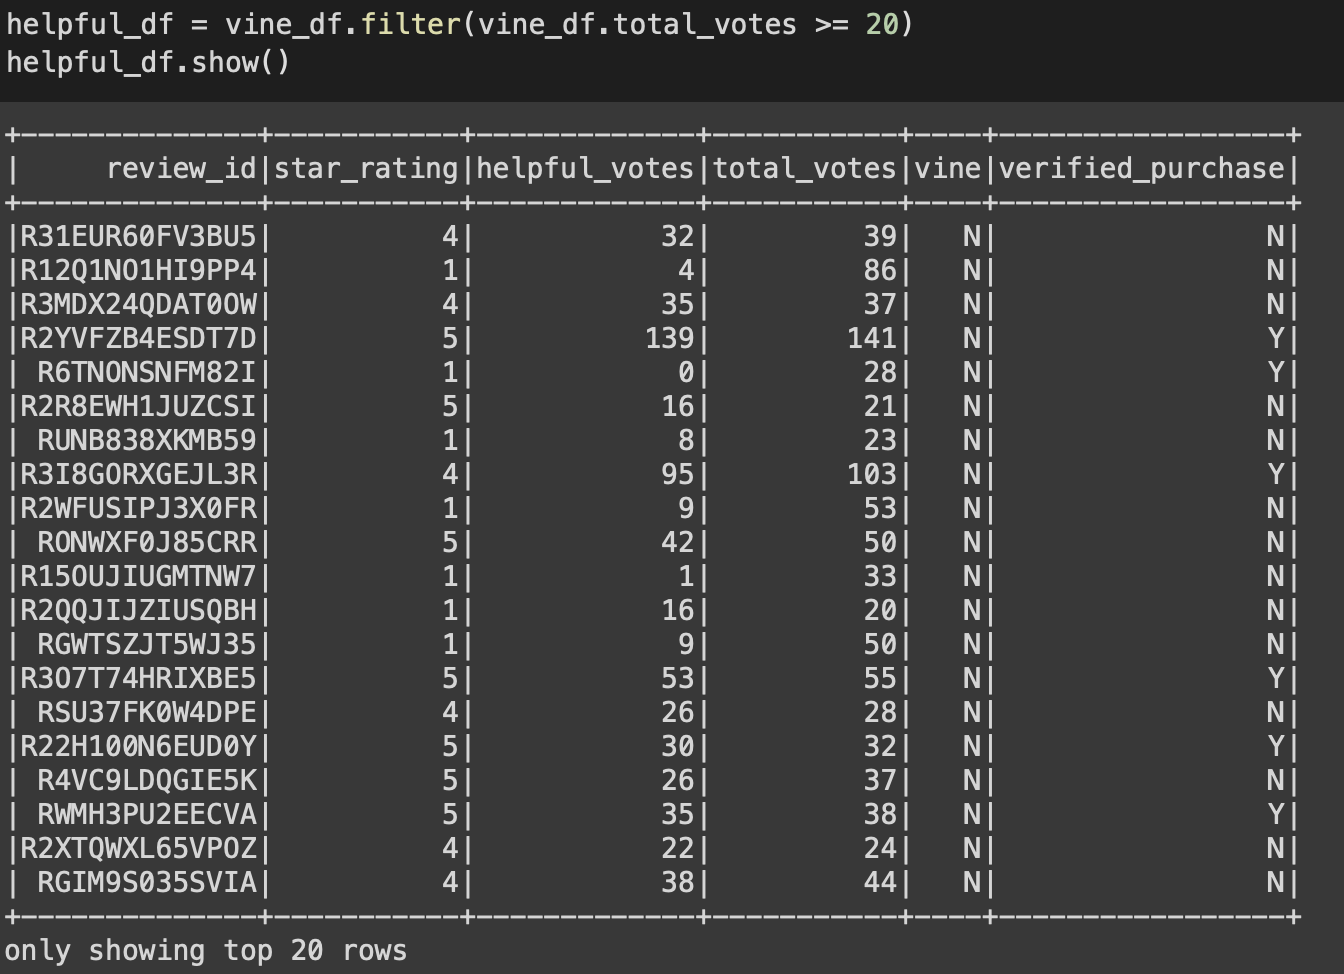 helpful_df = vine_df.filter(vine_df.total_votes >= 20)
helpful_df.show()
+--------------+-----------+-------------+-----------+----+-----------------+
|     review_id|star_rating|helpful_votes|total_votes|vine|verified_purchase|
+--------------+-----------+-------------+-----------+----+-----------------+
|R31EUR60FV3BU5|          4|           32|         39|   N|                N|
|R12Q1NO1HI9PP4|          1|            4|         86|   N|                N|
|R3MDX24QDAT0OW|          4|           35|         37|   N|                N|
|R2YVFZB4ESDT7D|          5|          139|        141|   N|                Y|
| R6TNONSNFM82I|          1|            0|         28|   N|                Y|
|R2R8EWH1JUZCSI|          5|           16|         21|   N|                N|
| RUNB838XKMB59|          1|            8|         23|   N|                N|
|R3I8GORXGEJL3R|          4|           95|        103|   N|                Y|
|R2WFUSIPJ3X0FR|          1|            9|         53|   N|                N|
| RONWXF0J85CRR|          5|           42|         50|   N|                N|
|R15OUJIUGMTNW7|          1|            1|         33|   N|                N|
|R2QQJIJZIUSQBH|          1|           16|         20|   N|                N|
| RGWTSZJT5WJ35|          1|            9|         50|   N|                N|
|R3O7T74HRIXBE5|          5|           53|         55|   N|                Y|
| RSU37FK0W4DPE|          4|           26|         28|   N|                N|
|R22H100N6EUD0Y|          5|           30|         32|   N|                Y|
| R4VC9LDQGIE5K|          5|           26|         37|   N|                N|
| RWMH3PU2EECVA|          5|           35|         38|   N|                Y|
|R2XTQWXL65VPOZ|          4|           22|         24|   N|                N|
| RGIM9S035SVIA|          4|           38|         44|   N|                N|
+--------------+-----------+-------------+-----------+----+-----------------+
only showing top 20 rows